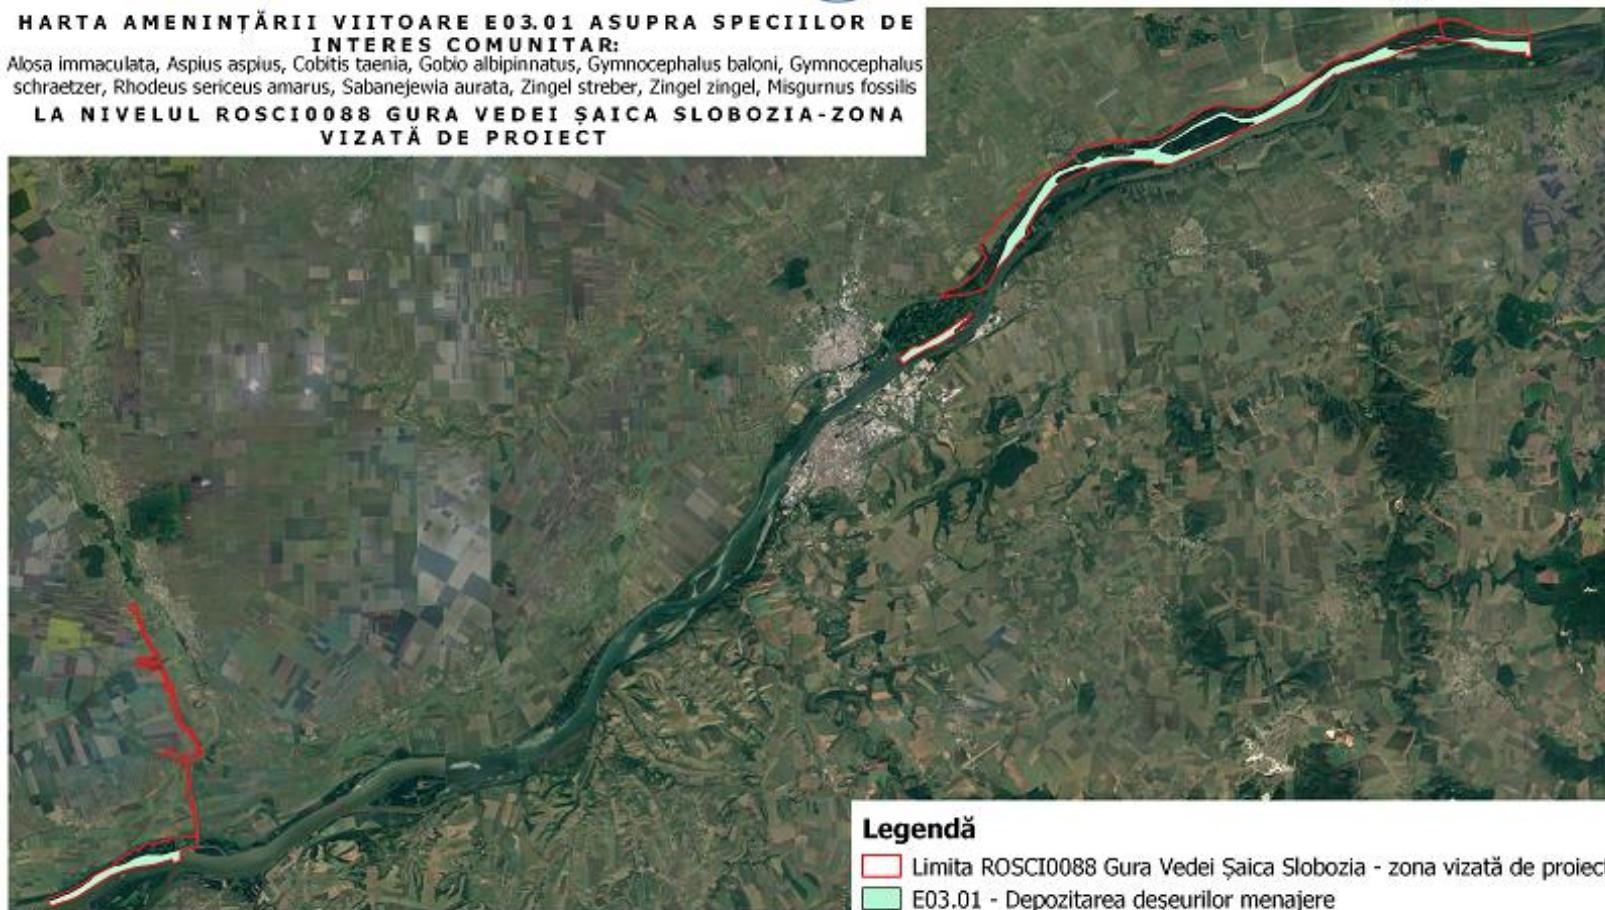 HARTA AMENINȚĂRII VIITOARE E03.01 ASUPRA SPECIILOR DE
INTERES COMUNITAR:
Alosa immaculata, Aspius aspius, Cobitis taenia, Gobio albipinnatus, Gymnocephalus baloni, Gymnocephalus
schraetzer, Rhodeus sericeus amarus, Sabanejewia aurata, Zingel streber, Zingel zingel, Misgurnus fossilis
LA NIVELUL ROSCI0088 GURA VEDEI ȘAICA SLOBOZIA-ZONA
VIZATĂ DE PROIECT
Legendă
Limita ROSCI0088 Gura Vedei Șaica Slobozia - zona vizată de proiect
E03.01 - Depozitarea deșeurilor menajere